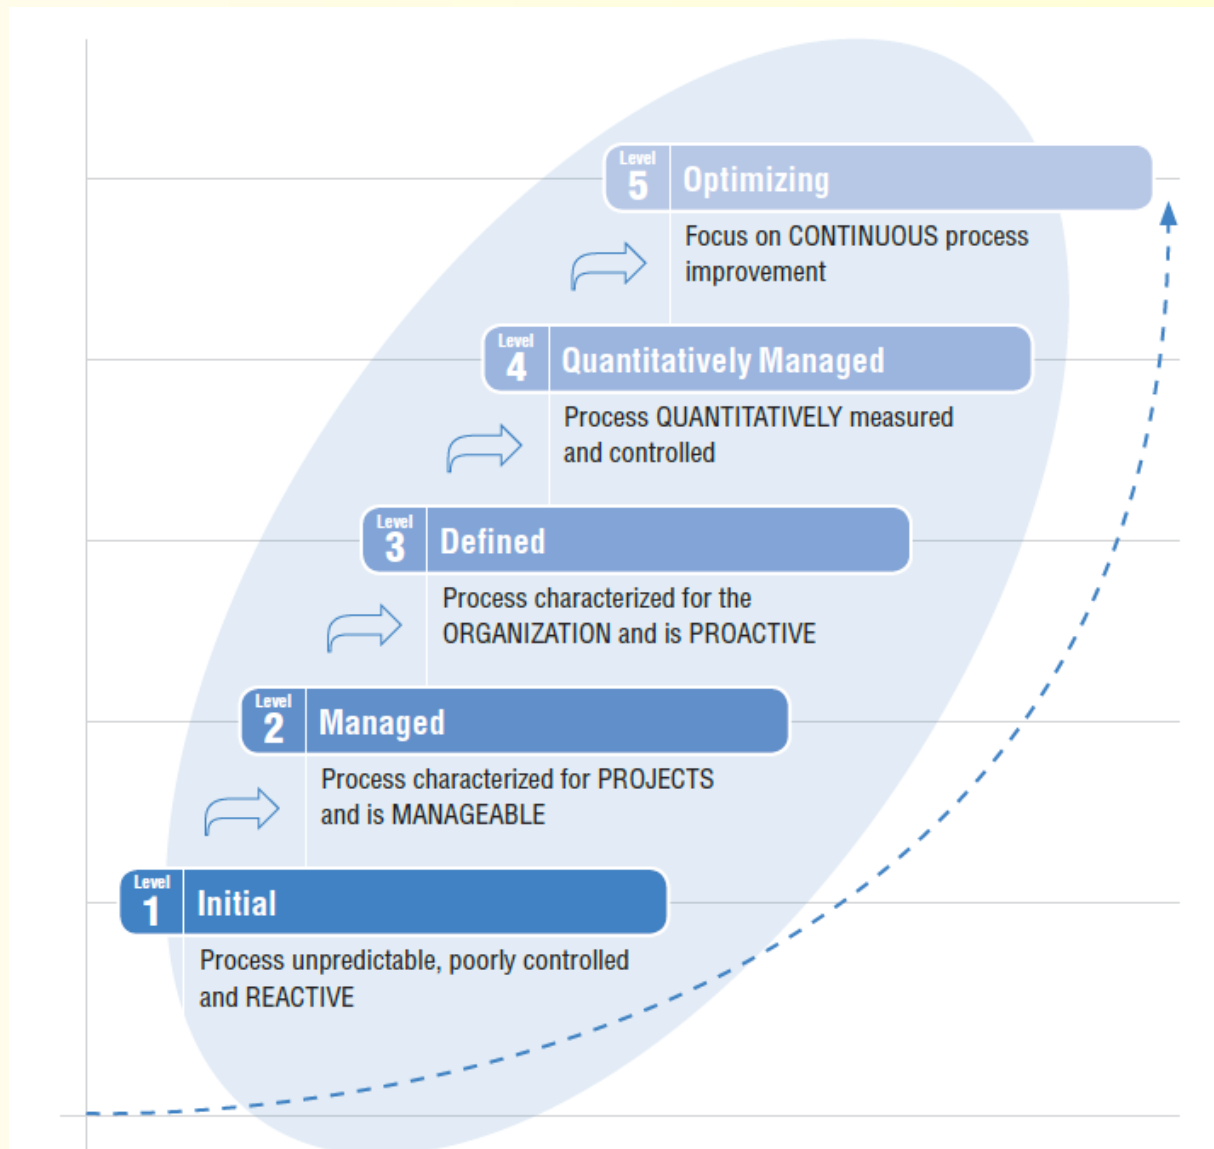 Level
5
Optimizing
Focus on CONTINUOUS process
improvement
Level
4
Quantitatively Managed
Process QUANTITATIVELY measured
and controlled
Level
3
Defined
Process characterized for the
ORGANIZATION and is PROACTIVE
Level
2
Managed
Process characterized for PROJECTS
and is MANAGEABLE
Level
1
Initial
Process unpredictable, poorly controlled
and REACTIVE